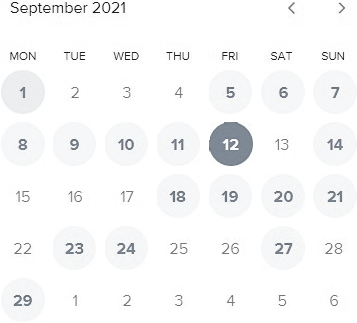 September 2021
MON TUE WED THU FRI SAT SUN
1 2 3 4 5 6 7
8 9 10 11 12 13 14
15 16 17 18 19 20 21
22 23 24 25 26 27 28
29 1 2 3 4 5 6